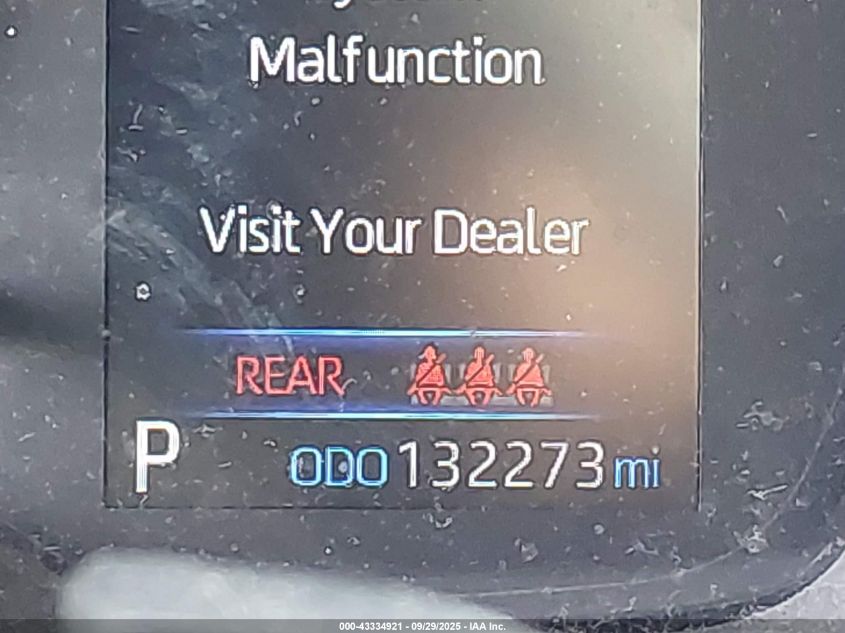 Malfunction
Visit Your Dealer
REAR
P ODO 132273 mi
000-43334921 - 09/29/2025 - IAA Inc.